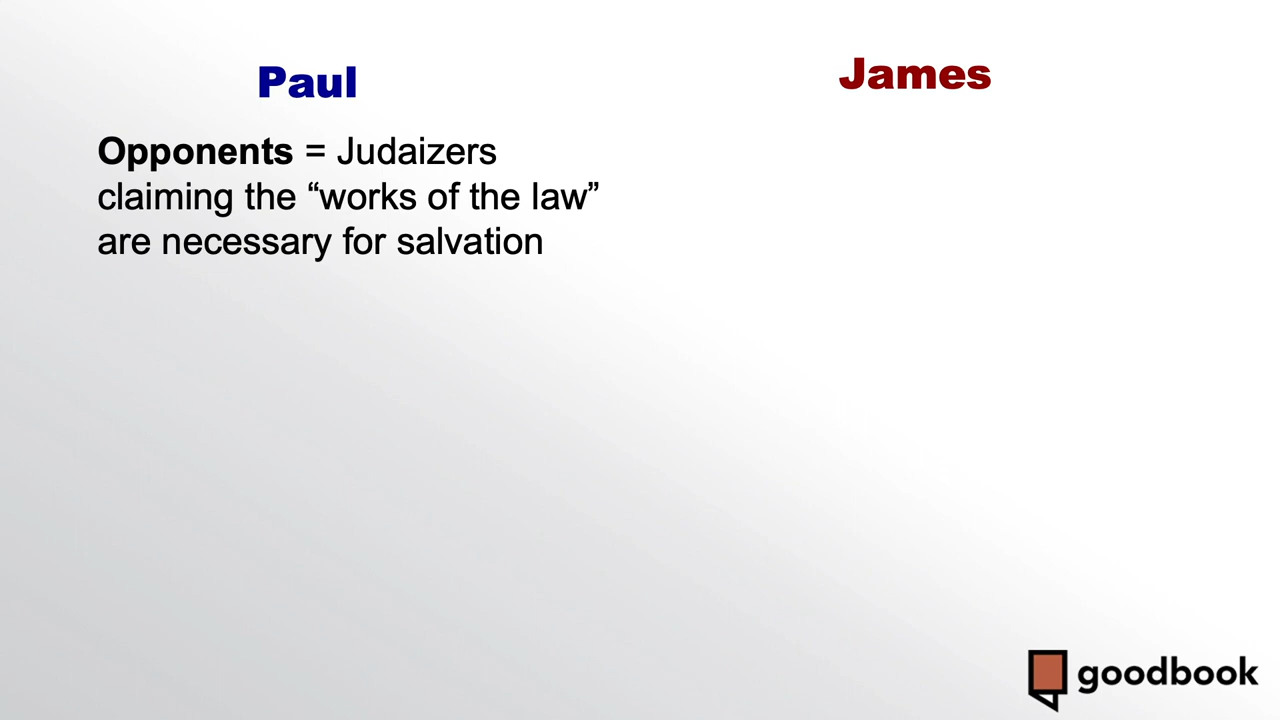 Paul
James
Opponents = Judaizers
claiming the “works of the law”
are necessary for salvation
goodbook